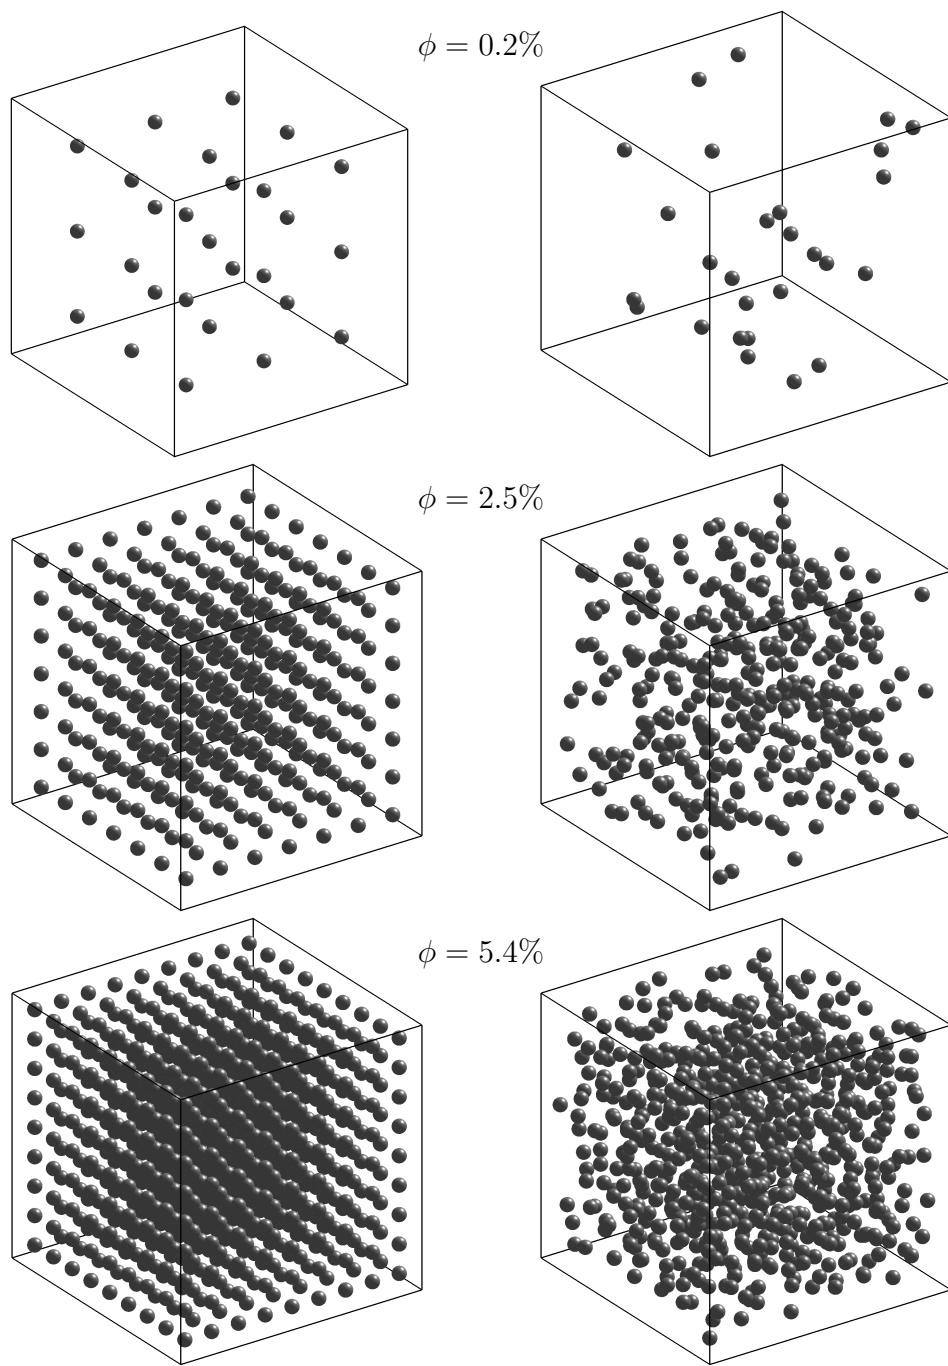 ϕ = 0.2%
ϕ = 2.5%
ϕ = 5.4%